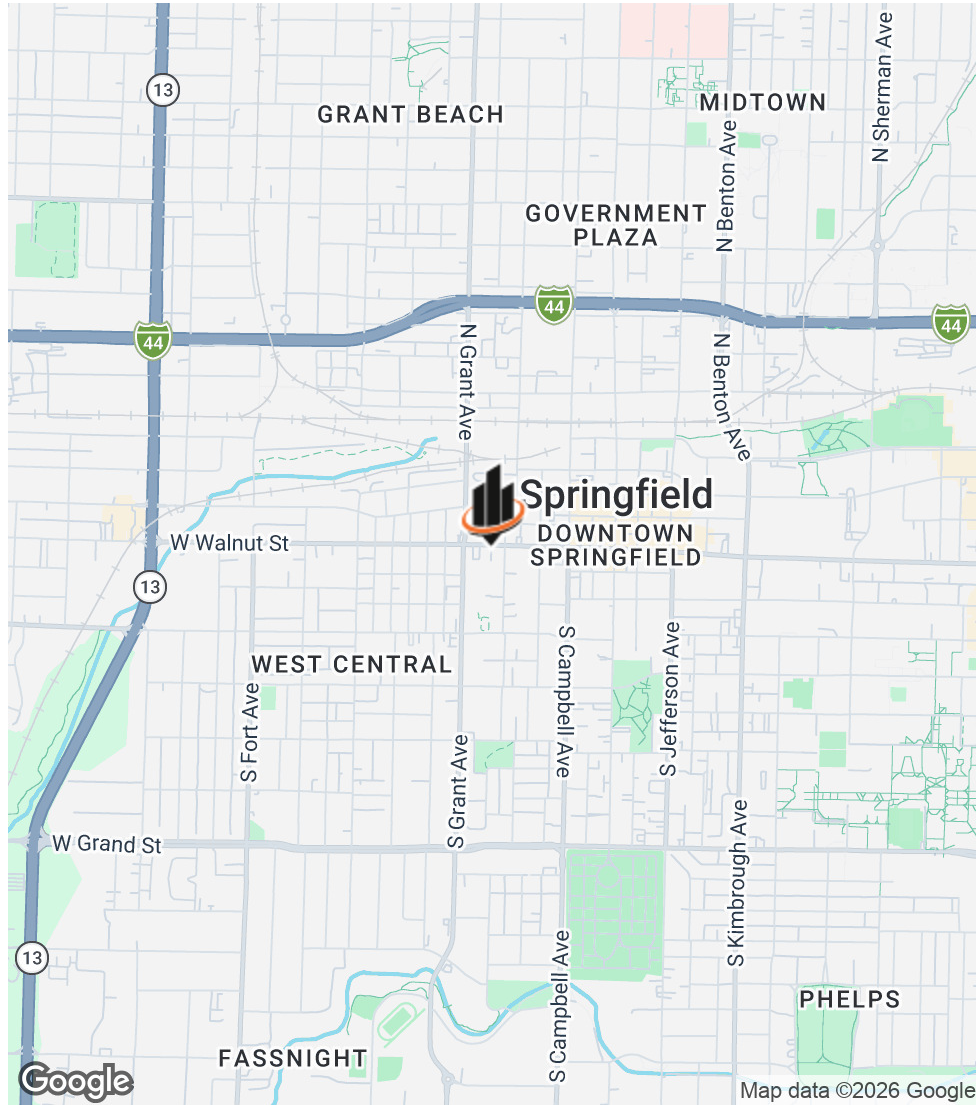 N Sherman Ave
13
MIDTOWN
GRANT BEACH
N Benton Ave
GOVERNMENT
PLAZA
44
44
44
N Grant Ave
N Benton Ave
Springfield
DOWNTOWN
SPRINGFIELD
W Walnut St
13
WEST CENTRAL
S Campbell Ave
S Jefferson Ave
S Fort Ave
S Grant Ave
W Grand St
S Kimbrough Ave
13
S Campbell Ave
PHELPS
FASSNIGHT
Google
Map data ©2026 Google